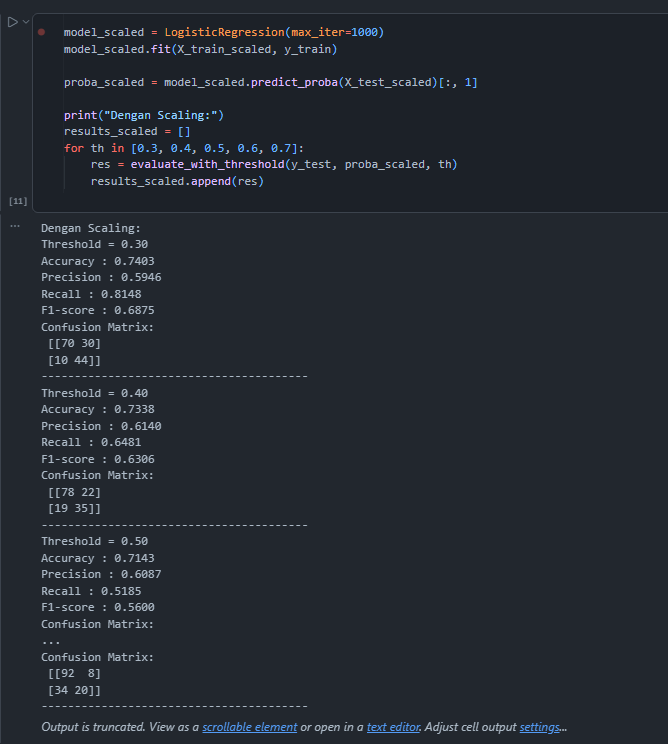 model_scaled = LogisticRegression(max_iter=1000)
model_scaled.fit(X_train_scaled, y_train)
proba_scaled = model_scaled.predict_proba(X_test_scaled)[:, 1]
print("Dengan Scaling:")
results_scaled = []
for th in [0.3, 0.4, 0.5, 0.6, 0.7]:
    res = evaluate_with_threshold(y_test, proba_scaled, th)
    results_scaled.append(res)
[11]
...
Dengan Scaling:
Threshold = 0.30
Accuracy : 0.7403
Precision : 0.5946
Recall : 0.8148
F1-score : 0.6875
Confusion Matrix:
 [[70 30]
 [10 44]]
----------------------------------------
Threshold = 0.40
Accuracy : 0.7338
Precision : 0.6140
Recall : 0.6481
F1-score : 0.6306
Confusion Matrix:
 [[78 22]
 [19 35]]
----------------------------------------
Threshold = 0.50
Accuracy : 0.7143
Precision : 0.6087
Recall : 0.5185
F1-score : 0.5600
Confusion Matrix:
...
Confusion Matrix:
 [[92  8]
 [34 20]]
----------------------------------------
Output is truncated. View as a scrollable element or open in a text editor. Adjust cell output settings...